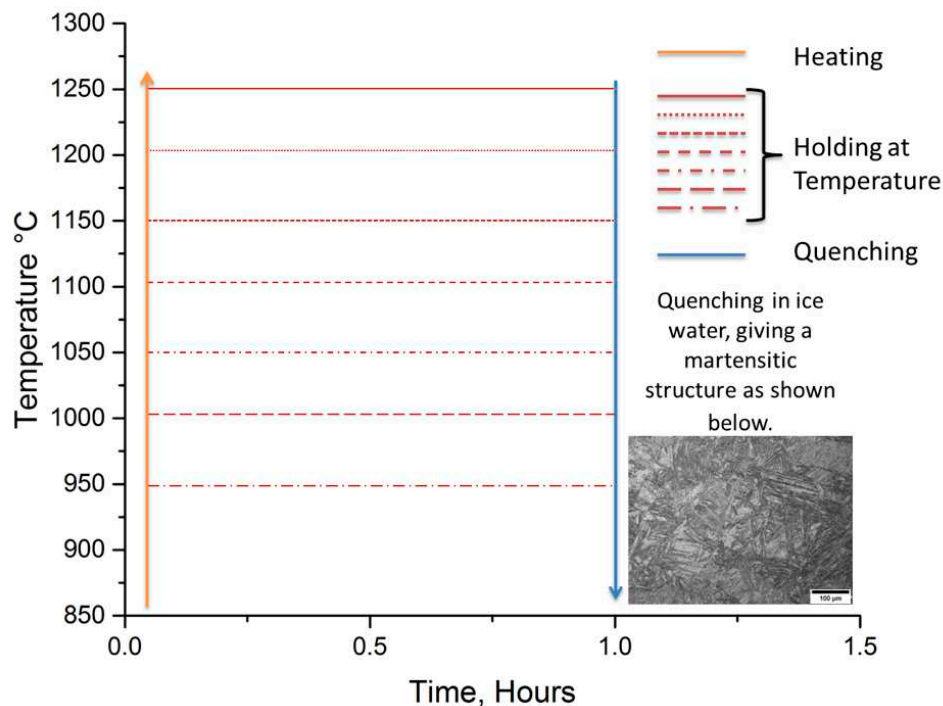 1300
1250
1200
1150
1100
1050
1000
950
900
850
Temperature °C
0.0
0.5
1.0
1.5
Time, Hours
Heating
Holding at
Temperature
Quenching
Quenching in ice
water, giving a
martensitic
structure as shown
below.
100 µm